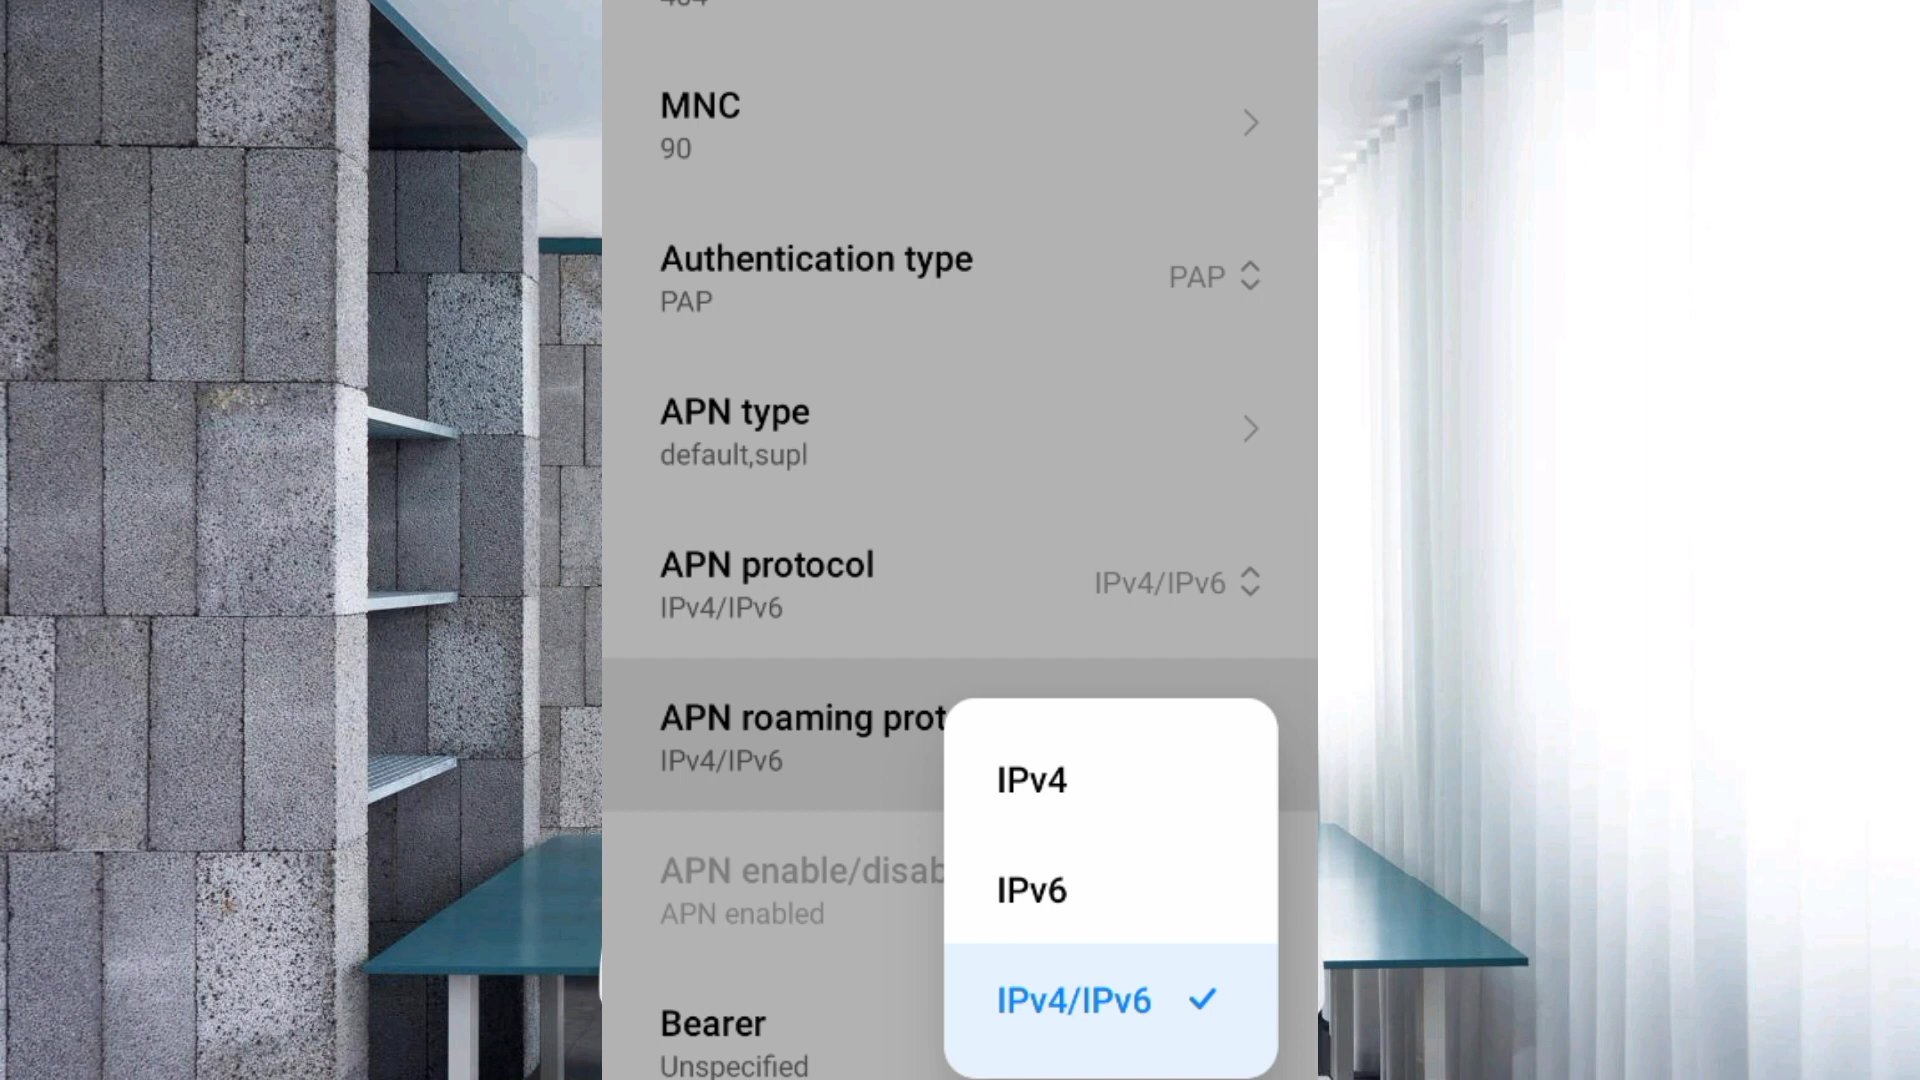 MNC
90
Authentication type
PAP
PAP
APN type
default,supl
APN protocol
IPv4/IPv6
IPv4/IPv6
APN roaming prot
IPv4/IPv6
IPv4
IPv6
IPv4/IPv6
APN enable/disab
APN enabled
Bearer
Unspecified